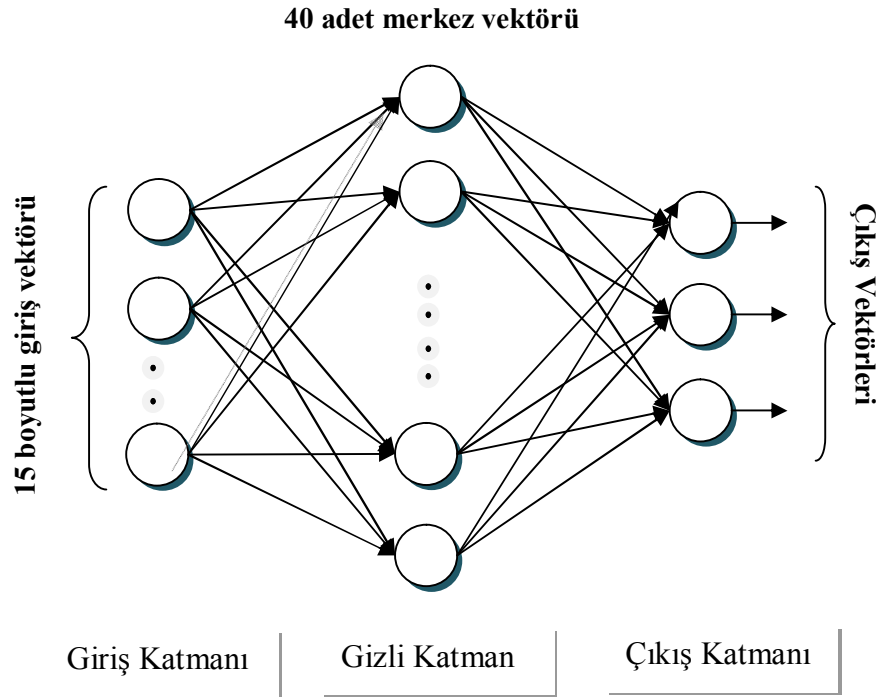 40 adet merkez vektörü
15 boyutlu giriş vektörü
Çıkış Vektörleri
Giriş Katmanı
Gizli Katman
Çıkış Katmanı